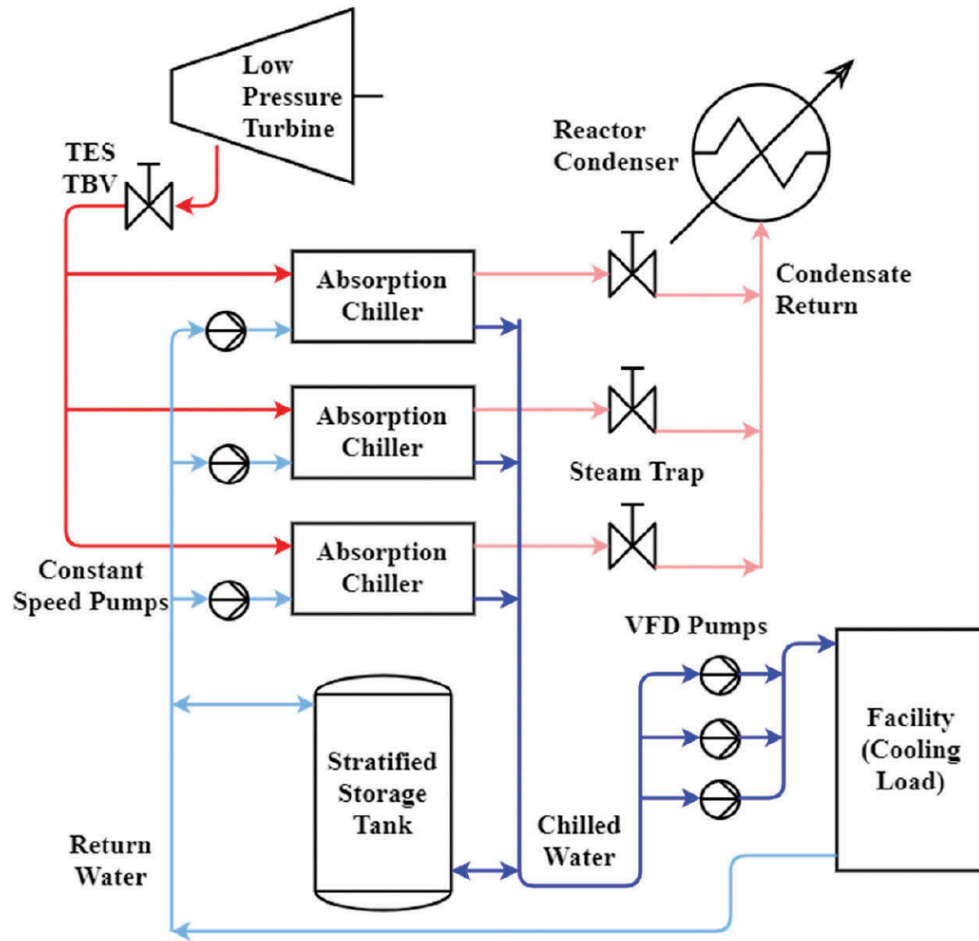 Low
Pressure
Turbine
TES
TBV
Reactor
Condenser
Absorption
Chiller
Condensate
Return
Absorption
Chiller
Steam Trap
Absorption
Chiller
Constant
Speed Pumps
VFD Pumps
Facility
(Cooling
Load)
Stratified
Storage
Tank
Chilled
Water
Return
Water